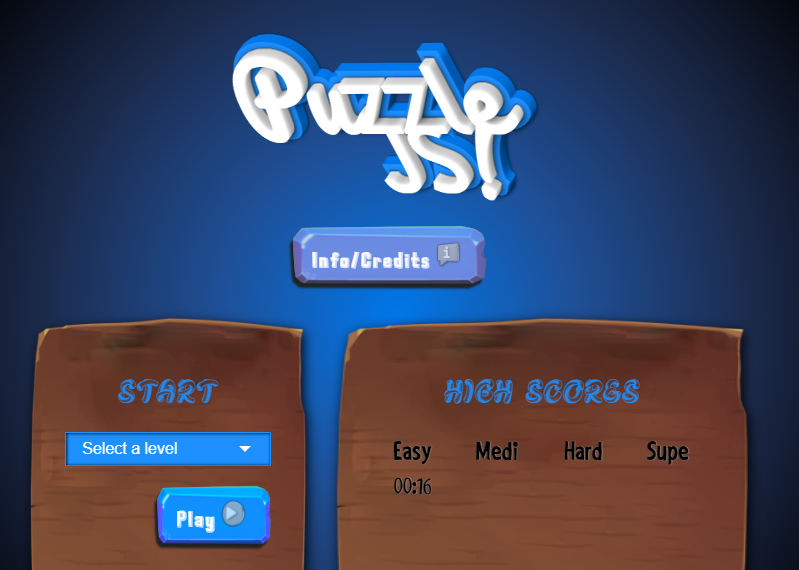 Puzzle
JS!
Info/Credits
START
Select a level
Play
HIGH SCORES
Easy Medi Hard Supe
00:16